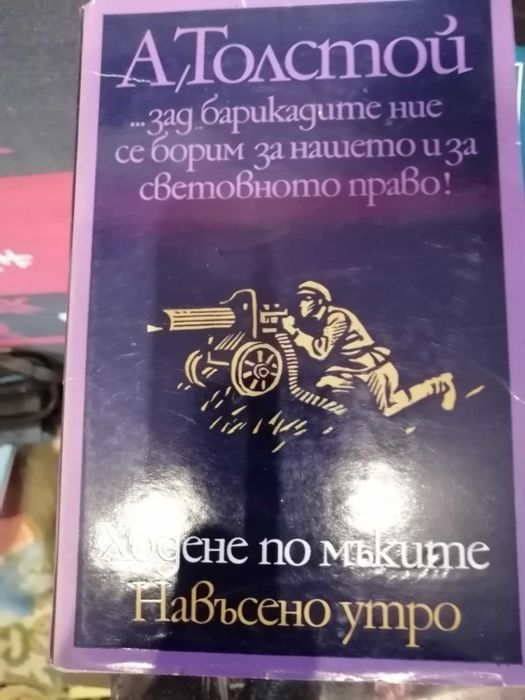 А. Толстой
...зад барикадите ние
се борим за нашето и за
световното право!
Ходене по мъките
Навъсено утро